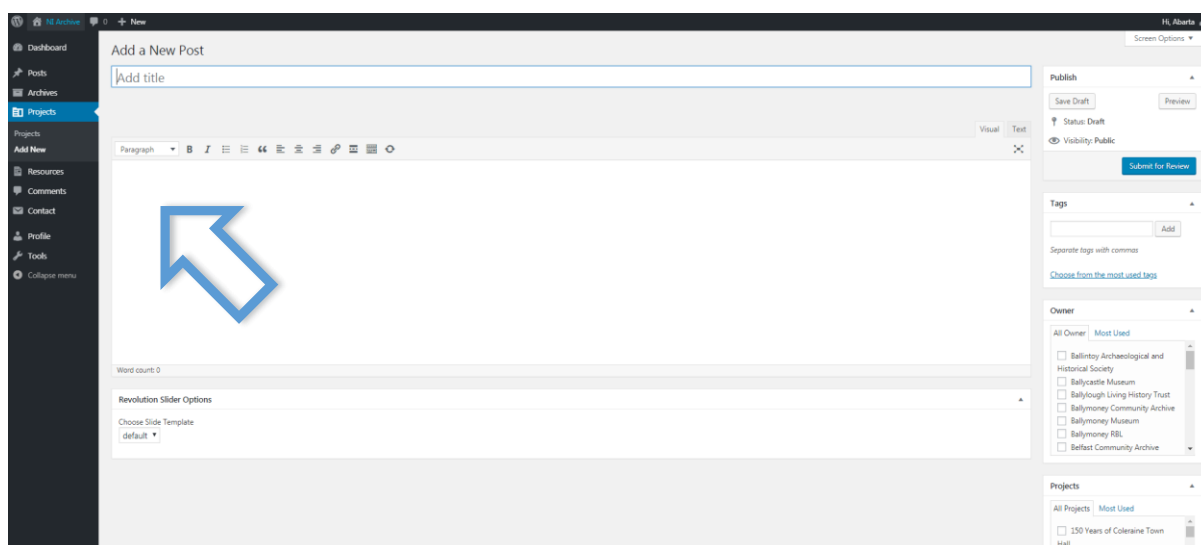 NI Archive 0 + New
Hi, Abarta
Screen Options ▼
Dashboard
Posts
Archives
Projects
Projects
Add New
Resources
Comments
Contact
Profile
Tools
Collapse menu
Add a New Post
Add title
Visual Text
Paragraph
Word count: 0
Revolution Slider Options
Choose Slide Template
default
Publish
Save Draft Preview
Status: Draft
Visibility: Public
Submit for Review
Tags
Add
Separate tags with commas
Choose from the most used tags
Owner
All Owner Most Used
Ballintoy Archaeological and
Historical Society
Ballycastle Museum
Ballylough Living History Trust
Ballymoney Community Archive
Ballymoney Museum
Ballymoney RBL
Belfast Community Archive
Projects
All Projects Most Used
150 Years of Coleraine Town
Hall